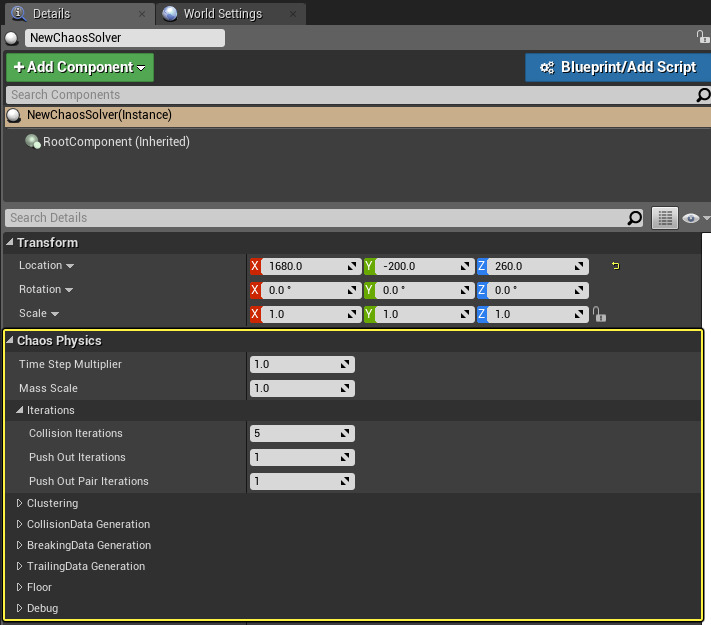 Details World Settings
NewChaosSolver
Add Component Blueprint/Add Script
Search Components
NewChaosSolver(Instance)
RootComponent (Inherited)
Search Details
Transform
Location X 1680.0 Y -200.0 Z 260.0
Rotation X 0.0 ° Y 0.0 ° Z 0.0 °
Scale X 1.0 Y 1.0 Z 1.0
Chaos Physics
Time Step Multiplier 1.0
Mass Scale 1.0
Iterations
Collision Iterations 5
Push Out Iterations 1
Push Out Pair Iterations 1
Clustering
CollisionData Generation
BreakingData Generation
TrailingData Generation
Floor
Debug